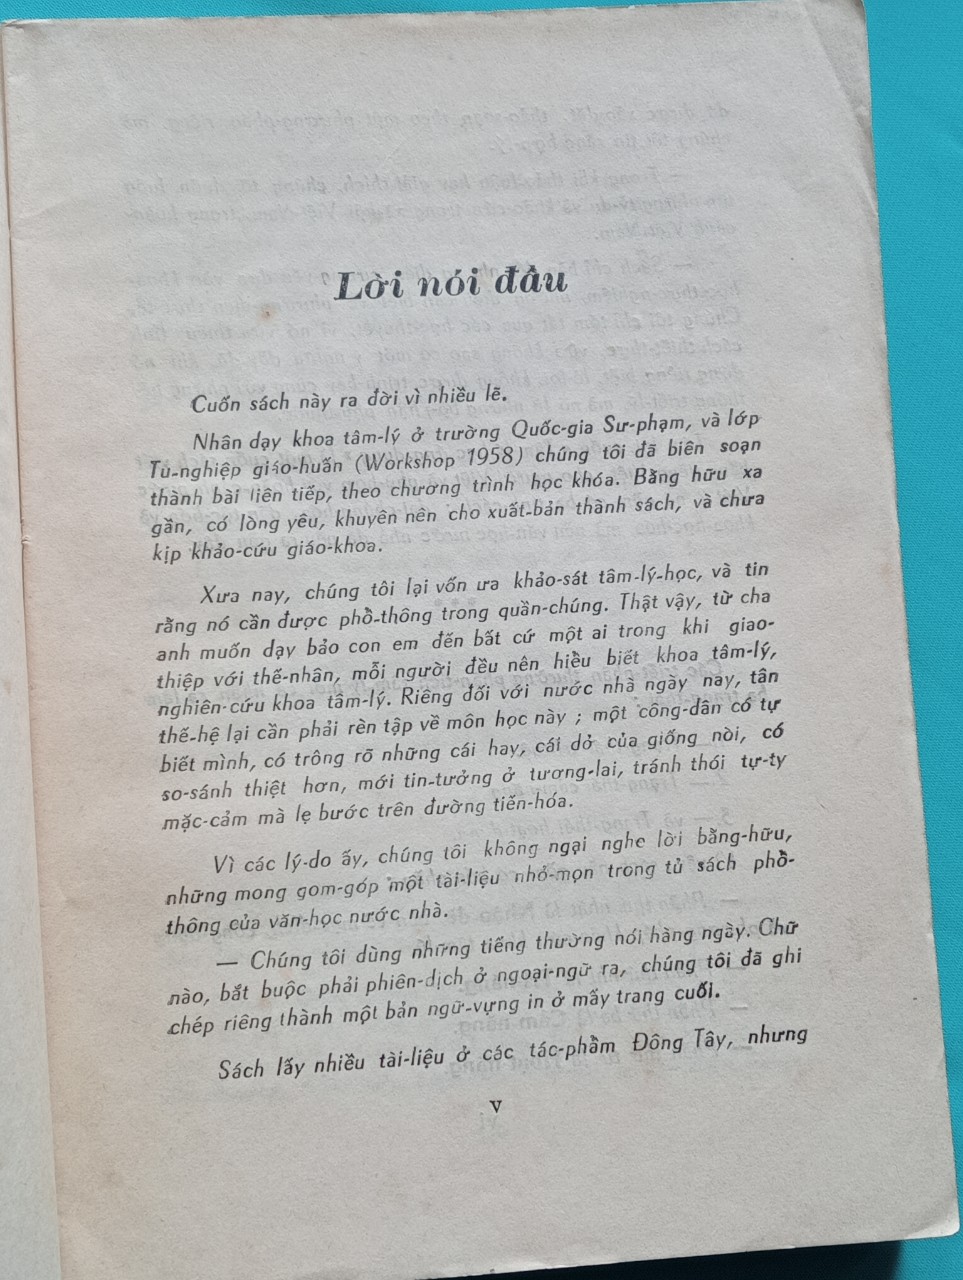 Lời nói đầu
Cuốn sách này ra đời vì nhiều lẽ.
Nhân dạy khoa tâm-lý ở trường Quốc-gia Sư-phạm, và lớp
Tu-nghiệp giáo-huấn (Workshop 1958) chúng tôi đã biên soạn
thành bài liên tiếp, theo chương trình học khóa. Bằng hữu xa
gần, có lòng yêu, khuyên nên cho xuất-bản thành sách, và chưa
kịp khảo-cứu giáo-khoa.
Xưa nay, chúng tôi lại vốn ưa khảo-sát tâm-lý-học, và tin
rằng nó cần được phổ-thông trong quần-chúng. Thật vậy, từ cha
anh muốn dạy bảo con em đến bất cứ một ai trong khi giao-
thiệp với thế-nhân, mỗi người đều nên hiểu biết khoa tâm-lý,
nghiên-cứu khoa tâm-lý. Riêng đối với nước nhà ngày nay, tân
thế-hệ lại cần phải rèn tập về môn học này ; một công-dân có tự
biết mình, có trông rõ những cái hay, cái dở của giống nòi, có
so-sánh thiệt hơn, mới tin-tưởng ở tương-lai, tránh thói tự-ty
mặc-cảm mà lẹ bước trên đường tiến-hóa.
Vì các lý-do ấy, chúng tôi không ngại nghe lời bằng-hữu,
những mong gom-góp một tài-liệu nhỏ-mọn trong tủ sách phổ-
thông của văn-học nước nhà.
— Chúng tôi dùng những tiếng thường nói hàng ngày. Chữ
nào, bắt buộc phải phiên-dịch ở ngoại-ngữ ra, chúng tôi đã ghi
chép riêng thành một bản ngữ-vựng in ở mấy trang cuối.
Sách lấy nhiều tài-liệu ở các tác-phẩm Đông Tây, nhưng
V